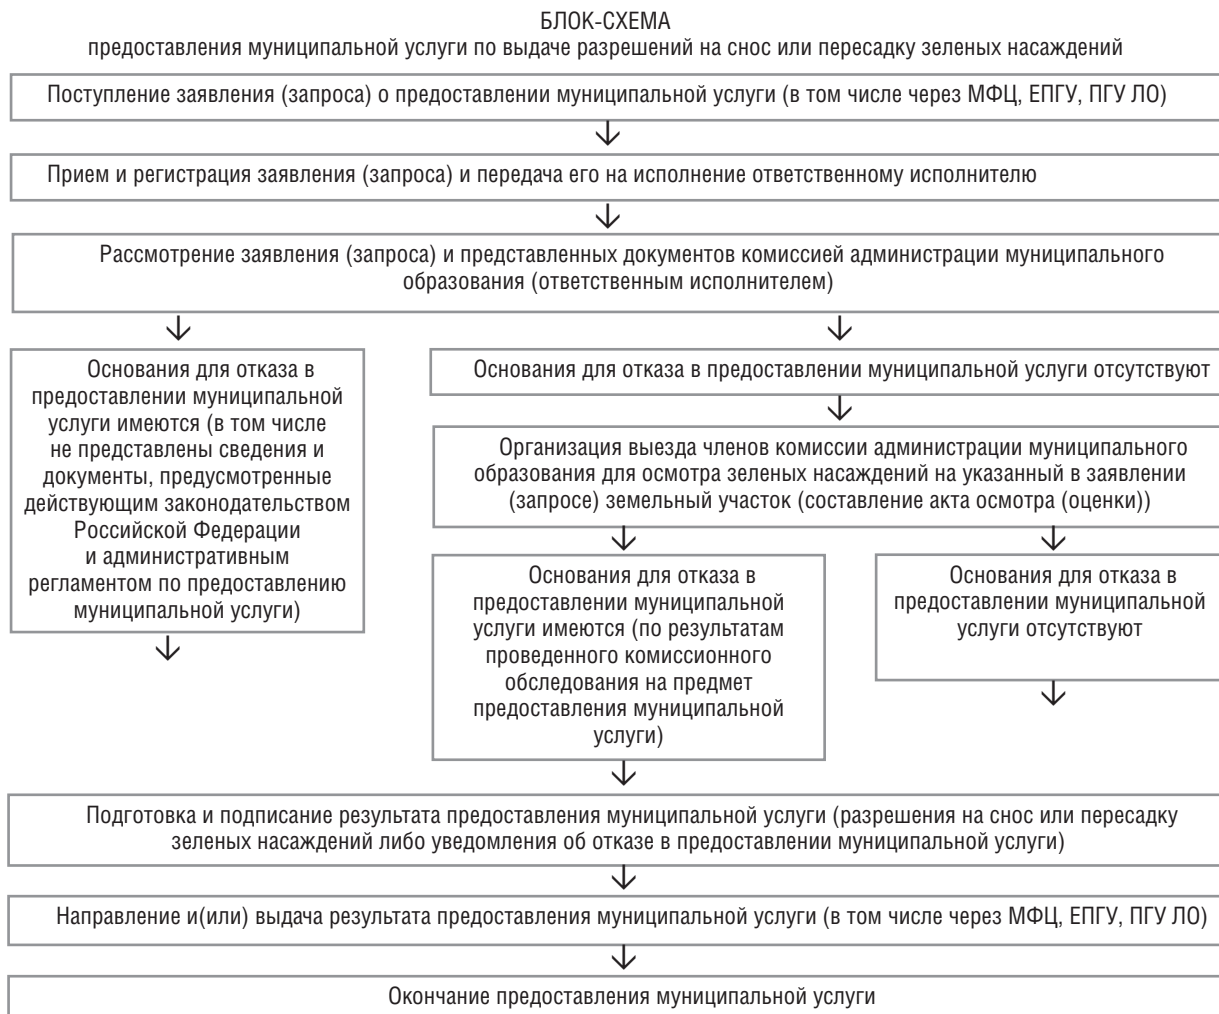 БЛОК-СХЕМА
предоставления муниципальной услуги по выдаче разрешений на снос или пересадку зеленых насаждений
Поступление заявления (запроса) о предоставлении муниципальной услуги (в том числе через МФЦ, ЕПГУ, ПГУ ЛО)
Прием и регистрация заявления (запроса) и передача его на исполнение ответственному исполнителю
Рассмотрение заявления (запроса) и представленных документов комиссией администрации муниципального
образования (ответственным исполнителем)
Основания для отказа в
предоставлении муниципальной
услуги имеются (в том числе
не представлены сведения и
документы, предусмотренные
действующим законодательством
Российской Федерации
и административным
регламентом по предоставлению
муниципальной услуги)
Основания для отказа в предоставлении муниципальной услуги отсутствуют
Организация выезда членов комиссии администрации муниципального
образования для осмотра зеленых насаждений на указанный в заявлении
(запросе) земельный участок (составление акта осмотра (оценки))
Основания для отказа в
предоставлении муниципальной
услуги имеются (по результатам
проведенного комиссионного
обследования на предмет
предоставления муниципальной
услуги)
Основания для отказа в
предоставлении муниципальной
услуги отсутствуют
Подготовка и подписание результата предоставления муниципальной услуги (разрешения на снос или пересадку
зеленых насаждений либо уведомления об отказе в предоставлении муниципальной услуги)
Направление и(или) выдача результата предоставления муниципальной услуги (в том числе через МФЦ, ЕПГУ, ПГУ ЛО)
Окончание предоставления муниципальной услуги